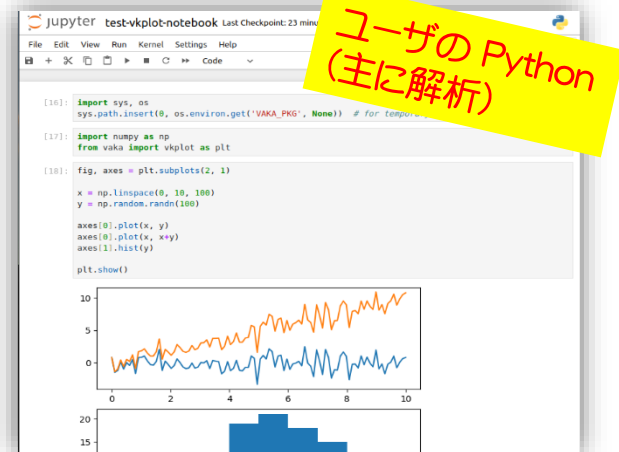 jupyter test-vkplot-notebook Last Checkpoint: 23 minu
ユーザの Python
(主に解析)
File Edit View Run Kernel Settings Help
Code
[16]: import sys, os
sys.path.insert(0, os.environ.get('VAKA_PKG', None)) # for tempora
[17]: import numpy as np
from vaka import vkplot as plt
[18]: fig, axes = plt.subplots(2, 1)
x = np.linspace(0, 10, 100)
y = np.random.randn(100)
axes[0].plot(x, y)
axes[0].plot(x, x+y)
axes[1].hist(y)
plt.show()
10
5
0
0 2 4 6 8 10
20
15